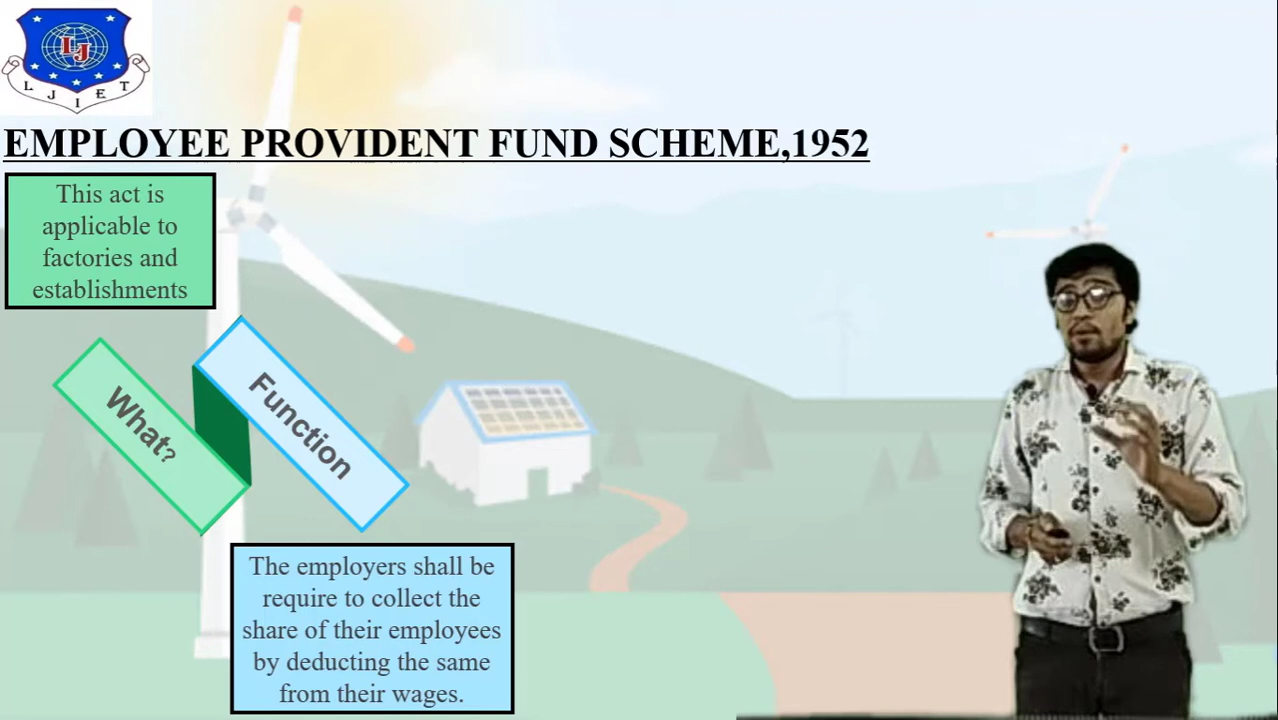 LJ
LJIET
EMPLOYEE PROVIDENT FUND SCHEME,1952
This act is
applicable to
factories and
establishments
What?
Function
The employers shall be
require to collect the
share of their employees
by deducting the same
from their wages.